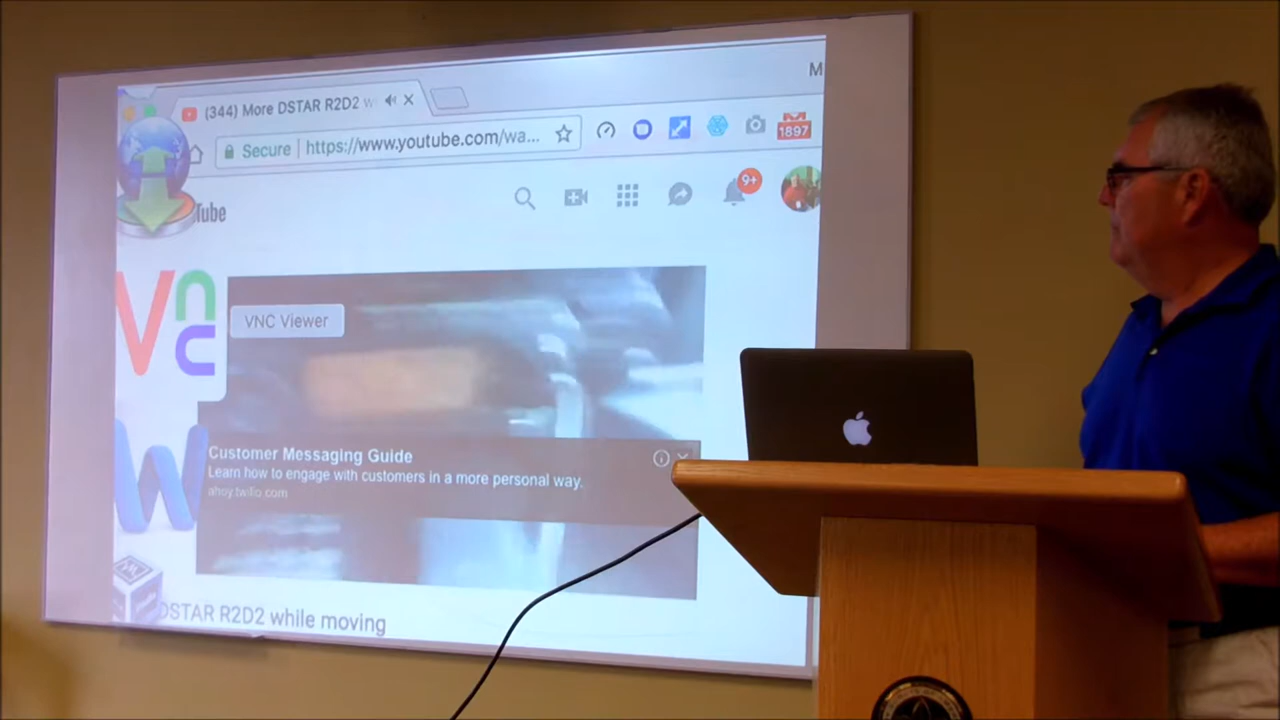 M
(344) More DSTAR R2D2 w
Secure | https://www.youtube.com/wa...
1897
9+
Tube
VNC
VNC Viewer
W
Customer Messaging Guide
Learn how to engage with customers in a more personal way.
ahoy.twilio.com
DSTAR R2D2 while moving